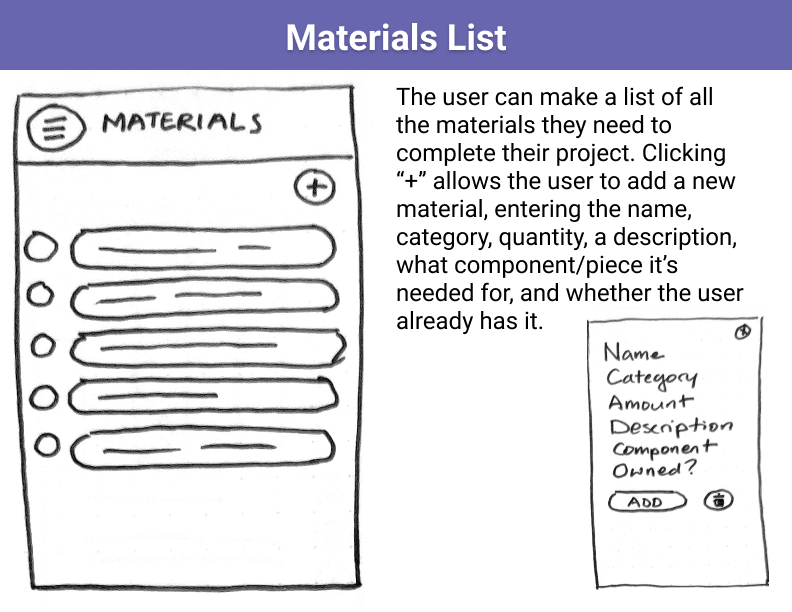 Materials List
MATERIALS
+
The user can make a list of all
the materials they need to
complete their project. Clicking
“+” allows the user to add a new
material, entering the name,
category, quantity, a description,
what component/piece it’s
needed for, and whether the user
already has it.
Name
Category
Amount
Description
Component
Owned?
ADD